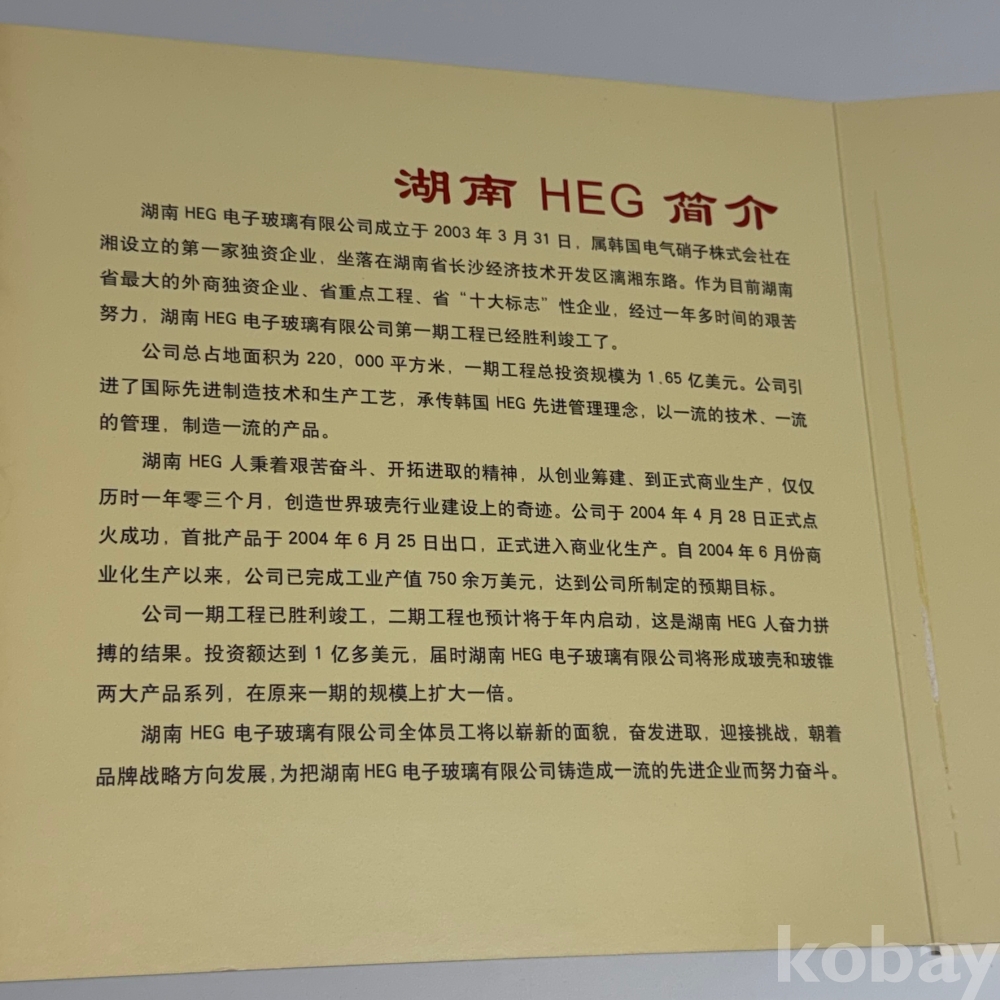 湖南 HEG 简介
湖南 HEG 电子玻璃有限公司成立于 2003 年 3 月 31 日，属韩国电气硝子株式会社在
湘设立的第一家独资企业，坐落在湖南省长沙经济技术开发区漓湘东路。作为目前湖南
省最大的外商独资企业、省重点工程、省“十大标志”性企业，经过一年多时间的艰苦
努力，湖南 HEG 电子玻璃有限公司第一期工程已经胜利竣工了。
公司总占地面积为 220，000 平方米，一期工程总投资规模为 1.65 亿美元。公司引
进了国际先进制造技术和生产工艺，承传韩国 HEG 先进管理理念，以一流的技术、一流
的管理，制造一流的产品。
湖南 HEG 人秉着艰苦奋斗、开拓进取的精神，从创业筹建、到正式商业生产，仅仅
历时一年零三个月，创造世界玻壳行业建设上的奇迹。公司于 2004 年 4 月 28 日正式点
火成功，首批产品于 2004 年 6 月 25 日出口，正式进入商业化生产。自 2004 年 6 月份商
业化生产以来，公司已完成工业产值 750 余万美元，达到公司所制定的预期目标。
公司一期工程已胜利竣工，二期工程也预计将于年内启动，这是湖南 HEG 人奋力拼
搏的结果。投资额达到 1 亿多美元，届时湖南 HEG 电子玻璃有限公司将形成玻壳和玻锥
两大产品系列，在原来一期的规模上扩大一倍。
湖南 HEG 电子玻璃有限公司全体员工将以崭新的面貌，奋发进取，迎接挑战，朝着
品牌战略方向发展，为把湖南 HEG 电子玻璃有限公司铸造成一流的先进企业而努力奋斗。
kobay